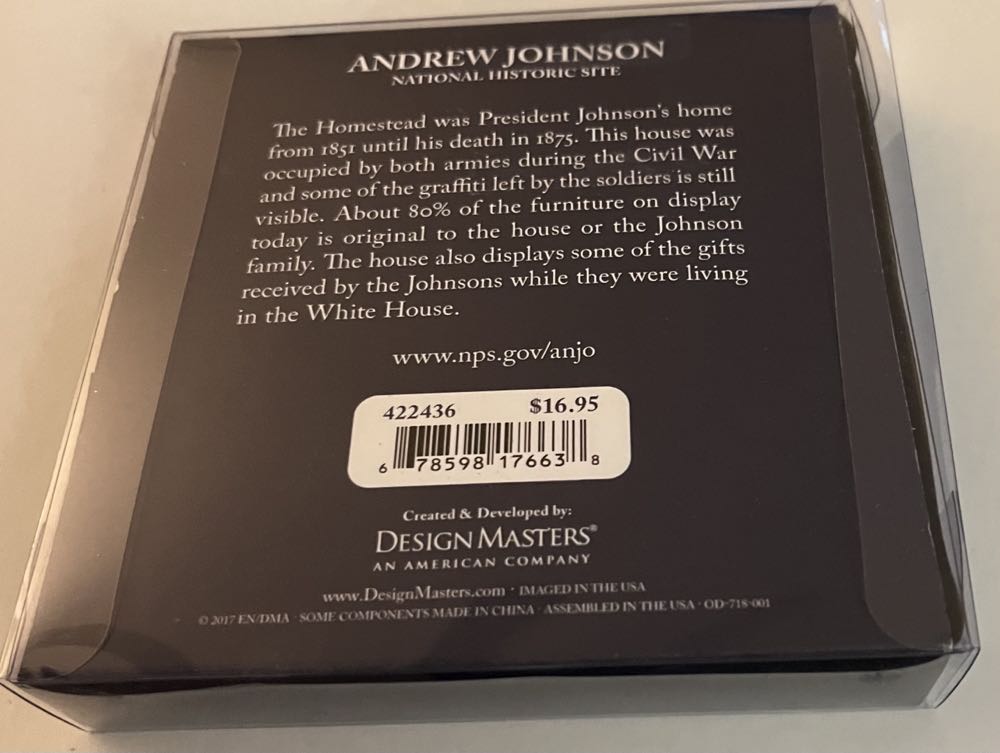 ANDREW JOHNSON
NATIONAL HISTORIC SITE
The Homestead was President Johnson's home
from 1851 until his death in 1875. This house was
occupied by both armies during the Civil War
and some of the graffiti left by the soldiers is still
visible. About 80% of the furniture on display
today is original to the house or the Johnson
family. The house also displays some of the gifts
received by the Johnsons while they were living
in the White House.
www.nps.gov/anjo
422436 $16.95
6 78598 17663 8
Created & Developed by:
DESIGN MASTERS®
AN AMERICAN COMPANY
www.DesignMasters.com · IMAGED IN THE USA
© 2017 EN/DMA · SOME COMPONENTS MADE IN CHINA · ASSEMBLED IN THE USA · OD-718-001